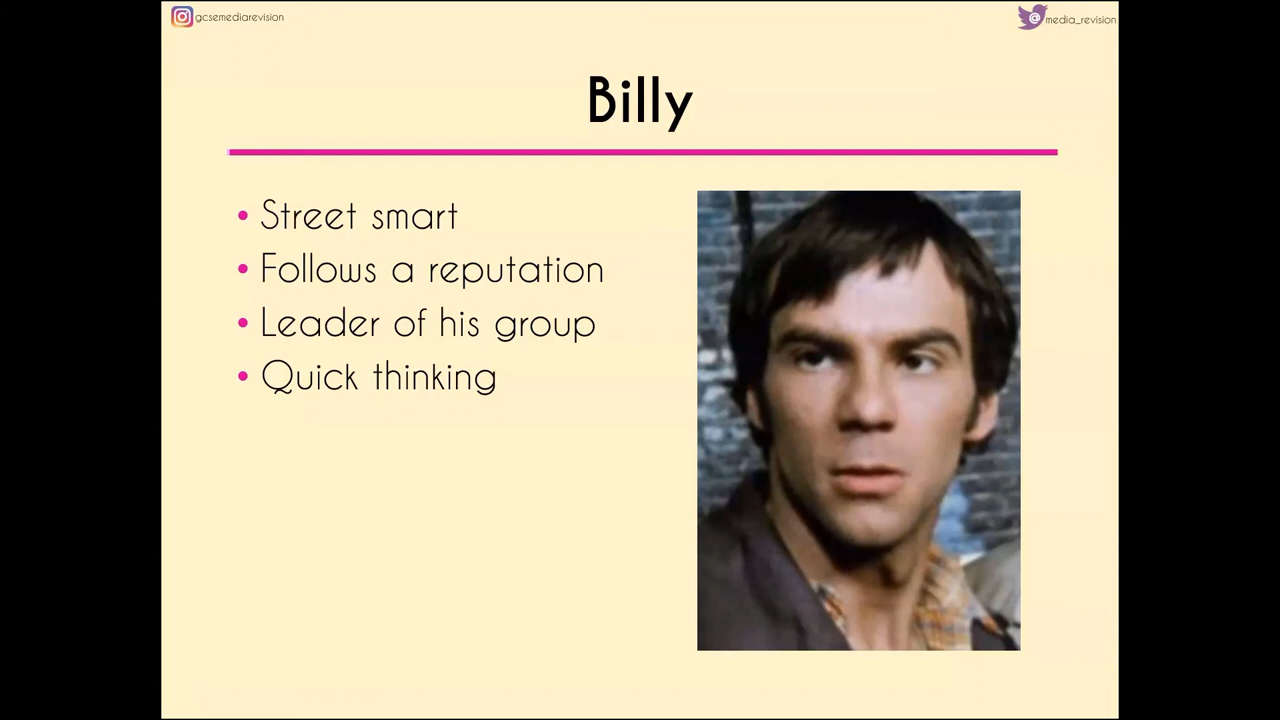 gcsemediarevision
@media_revision
Billy
• Street smart
• Follows a reputation
• Leader of his group
• Quick thinking